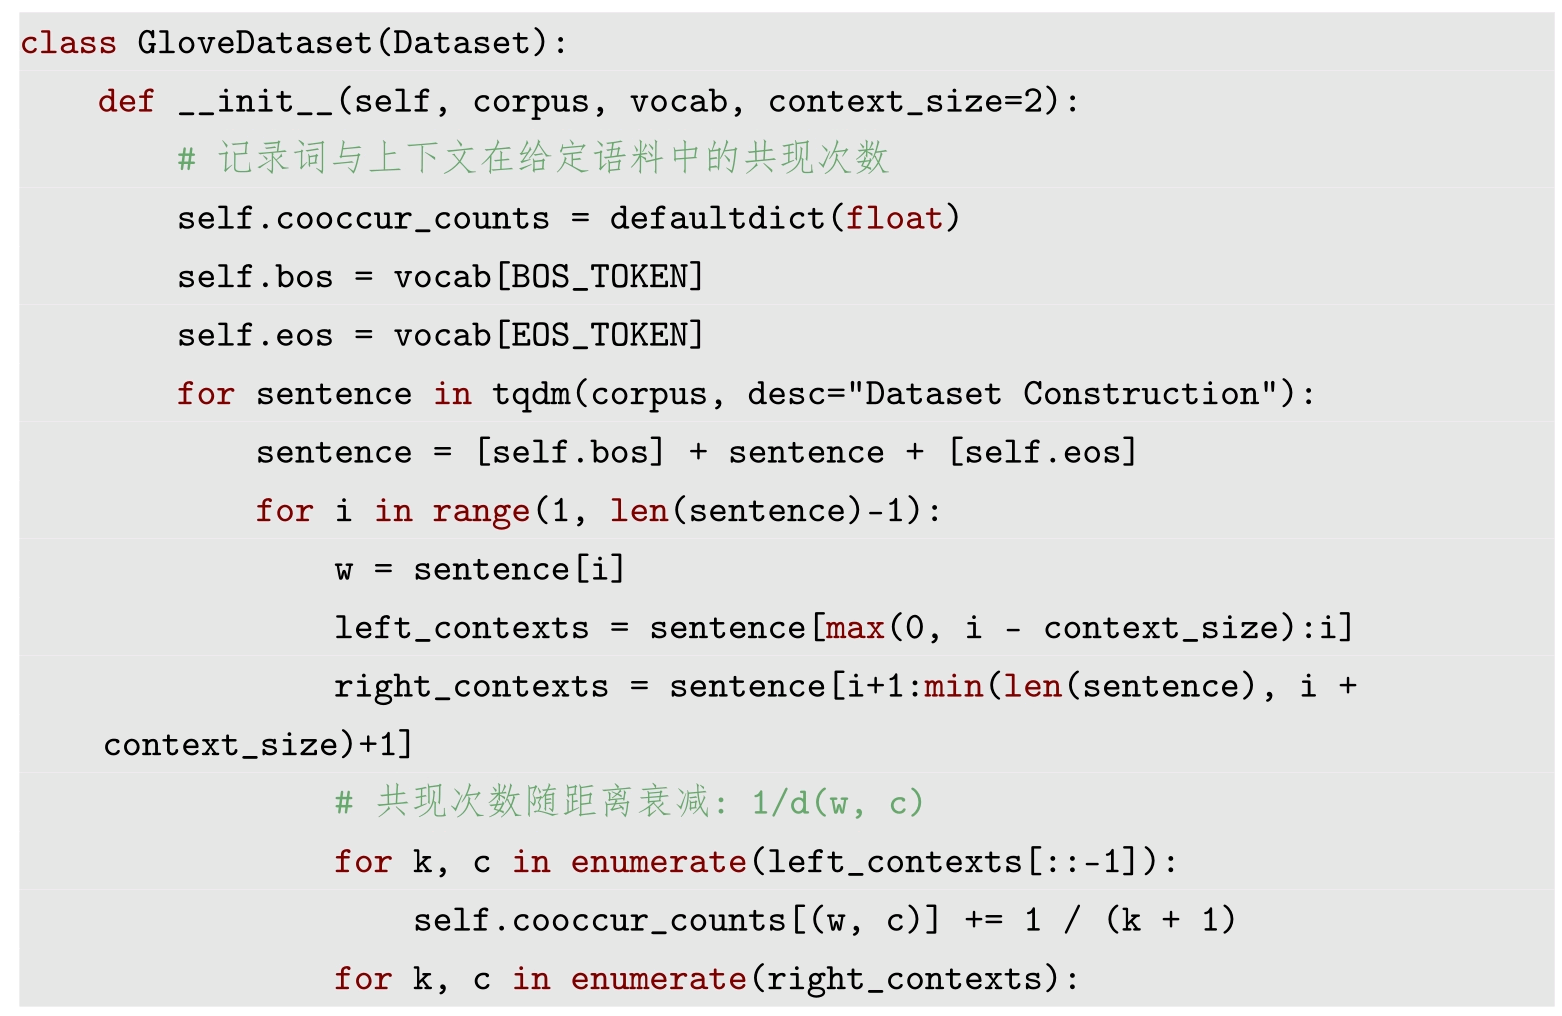 class GloveDataset(Dataset):
    def __init__(self, corpus, vocab, context_size=2):
        # 记录词与上下文在给定语料中的共现次数
        self.cooccur_counts = defaultdict(float)
        self.bos = vocab[BOS_TOKEN]
        self.eos = vocab[EOS_TOKEN]
        for sentence in tqdm(corpus, desc="Dataset Construction"):
            sentence = [self.bos] + sentence + [self.eos]
            for i in range(1, len(sentence)-1):
                w = sentence[i]
                left_contexts = sentence[max(0, i - context_size):i]
                right_contexts = sentence[i+1:min(len(sentence), i +
    context_size)+1]
                # 共现次数随距离衰减: 1/d(w, c)
                for k, c in enumerate(left_contexts[::-1]):
                    self.cooccur_counts[(w, c)] += 1 / (k + 1)
                for k, c in enumerate(right_contexts):